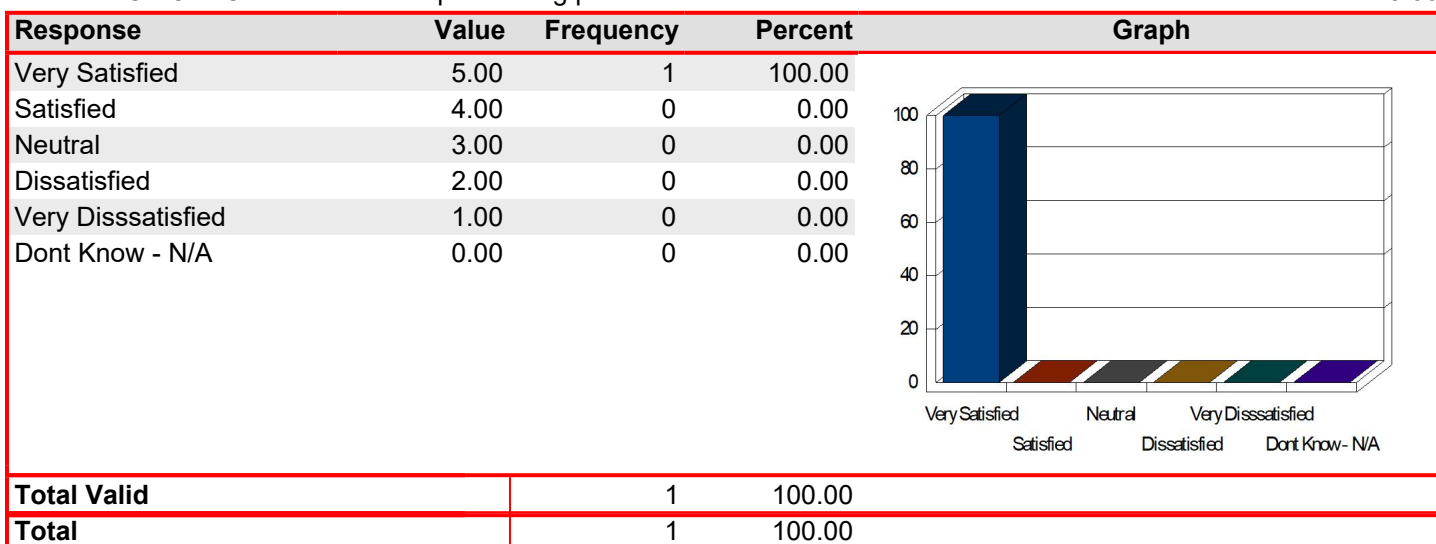 Response Value Frequency Percent Graph
Very Satisfied 5.00 1 100.00
Satisfied 4.00 0 0.00
Neutral 3.00 0 0.00
Dissatisfied 2.00 0 0.00
Very Disssatisfied 1.00 0 0.00
Dont Know - N/A 0.00 0 0.00
100
80
60
40
20
0
Very Satisfied Neutral Very Disssatisfied
Satisfied Dissatisfied Dont Know - N/A
Total Valid 1 100.00
Total 1 100.00